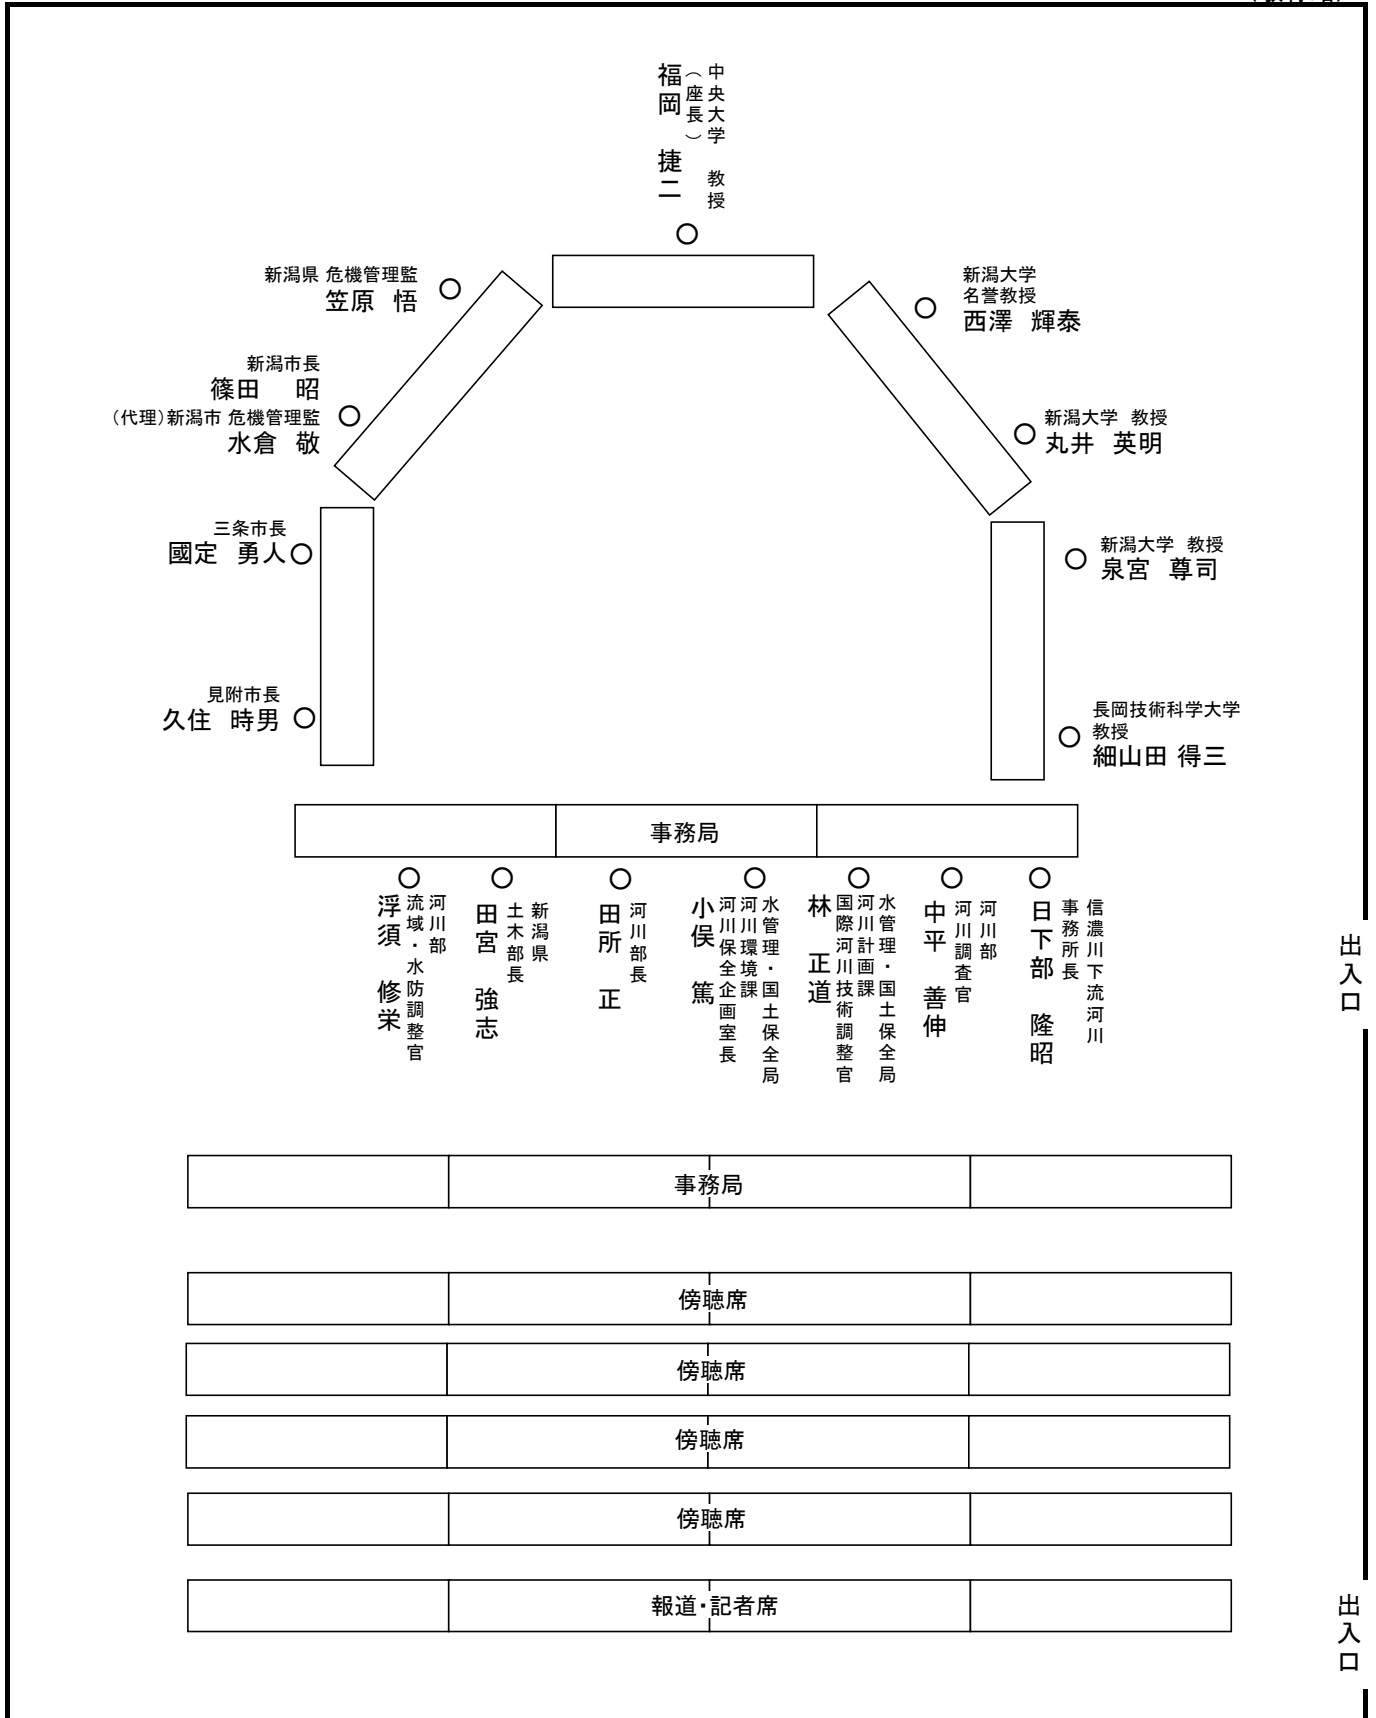 中央大学 教授
（座長）
福岡 捷二
新潟県 危機管理監
笠原 悟
新潟大学
名誉教授
西澤 輝泰
新潟市長
篠田 昭
（代理）新潟市 危機管理監
水倉 敬
新潟大学 教授
丸井 英明
三条市長
國定 勇人
新潟大学 教授
泉宮 尊司
見附市長
久住 時男
長岡技術科学大学
教授
細山田 得三
事務局
河川部
流域・水防調整官
浮須 修栄
新潟県
土木部長
田宮 強志
河川部長
田所 正
水管理・国土保全局
河川環境課
河川保全企画室長
小俣 篤
水管理・国土保全局
河川計画課
国際河川技術調整官
林 正道
河川部
河川調査官
中平 善伸
信濃川下流河川
事務所長
日下部 隆昭
出入口
事務局
傍聴席
傍聴席
傍聴席
傍聴席
報道・記者席
出入口